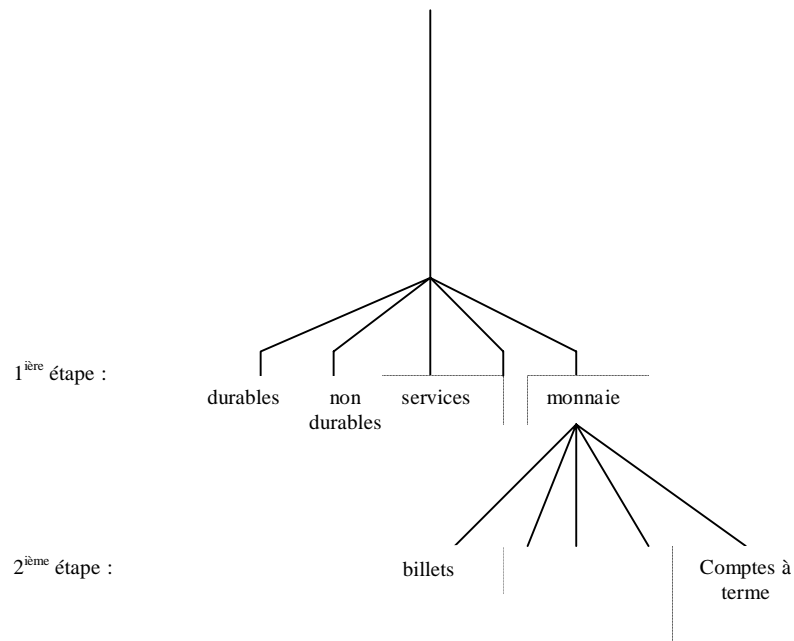 1ière étape :
durables non services monnaie
durables
2ième étape : billets Comptes à
terme